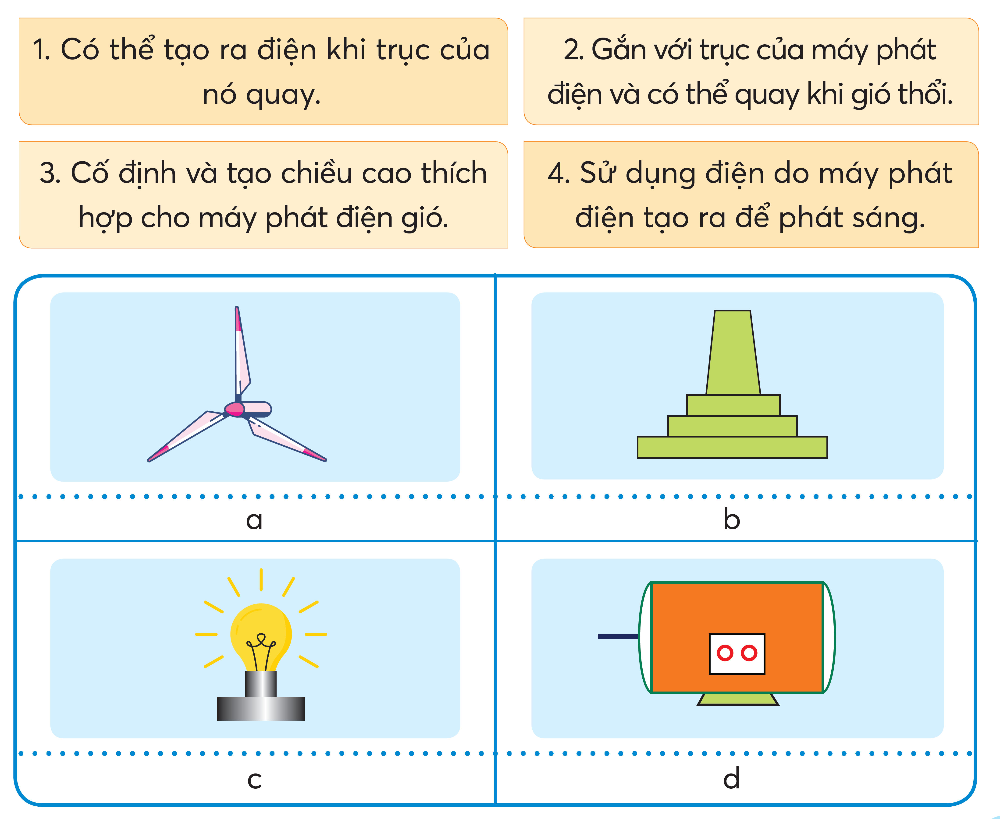 1. Có thể tạo ra điện khi trục của
nó quay.
2. Gắn với trục của máy phát
điện và có thể quay khi gió thổi.
3. Cố định và tạo chiều cao thích
hợp cho máy phát điện gió.
4. Sử dụng điện do máy phát
điện tạo ra để phát sáng.
a
b
c
d